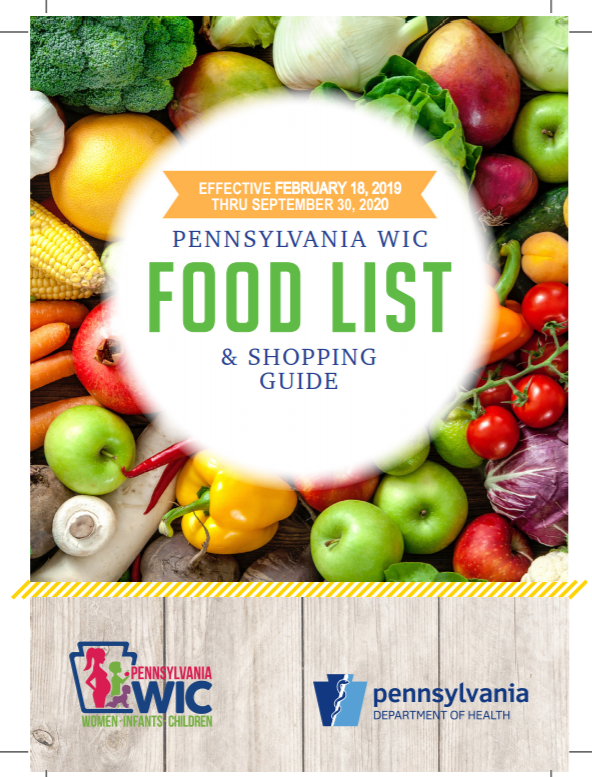 EFFECTIVE FEBRUARY 18, 2019
THRU SEPTEMBER 30, 2020
PENNSYLVANIA WIC
FOOD LIST
& SHOPPING
GUIDE
PENNSYLVANIA
WIC
WOMEN·INFANTS·CHILDREN
pennsylvania
DEPARTMENT OF HEALTH